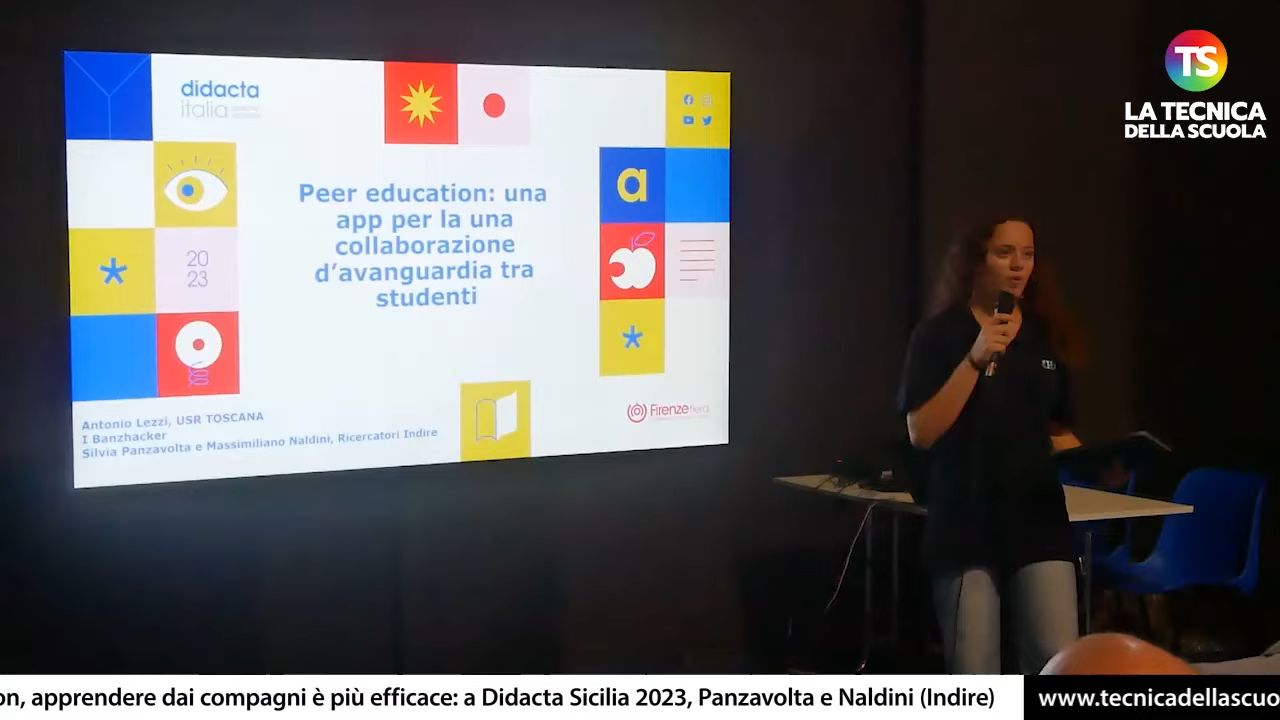 didacta
italia
TS
LA TECNICA
DELLA SCUOLA
a
Peer education: una
app per la una
collaborazione
d'avanguardia tra
studenti
20
23
Antonio Lezzi, USR TOSCANA
I Banzhacker
Silvia Panzavolta e Massimiliano Naldini, Ricercatori Indire
Firenzefiera
on, apprendere dai compagni è più efficace: a Didacta Sicilia 2023, Panzavolta e Naldini (Indire)
www.tecnicadellascuo